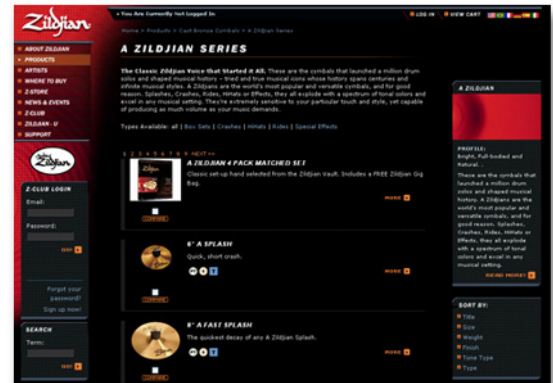 Zildjian
You Are Currently Not Logged In
LOG IN
VIEW CART
Home > Products > Cast Bronze Cymbals > A Zildjian Series
ABOUT ZILDJIAN
PRODUCTS
ARTISTS
WHERE TO BUY
Z-STORE
NEWS & EVENTS
Z-CLUB
ZILDJIAN - U
SUPPORT
Zildjian
Z-CLUB LOGIN
Email:
Password:
GO!
Forgot your
password?
Sign up now!
SEARCH
Term:
GO!
A ZILDJIAN SERIES
The Classic Zildjian Voice that Started it All. These are the cymbals that launched a million drum
solos and shaped musical history - tried and true musical icons whose history spans centuries and
infinite musical styles. A Zildjians are the world's most popular and versatile cymbals, and for good
reason. Splashes, Crashes, Rides, HiHats or Effects, they all explode with a spectrum of tonal colors and
excel in any musical setting. They're extremely sensitive to your particular touch and style, yet capable
of producing as much volume as your music demands.
Types Available: all | Box Sets | Crashes | HiHats | Rides | Special Effects
1 2 3 4 5 6 7 8 9 NEXT >>
A ZILDJIAN 4 PACK MATCHED SET
Classic set-up hand selected from the Zildjian Vault. Includes a FREE Zildjian Gig
Bag.
MORE
COMPARE
6" A SPLASH
Quick, short crash.
MORE
COMPARE
8" A FAST SPLASH
The quickest decay of any A Zildjian Splash.
MORE
COMPARE
A ZILDJIAN
PROFILE:
Bright, Full-bodied and
Natural. .
These are the cymbals that
launched a million drum
solos and shaped musical
history. A Zildjians are the
world's most popular and
versatile cymbals, and for
good reason. Splashes,
Crashes, Rides, HiHats or
Effects, they all explode
with a spectrum of tonal
colors and excel in any
musical setting.
READ MORE!
SORT BY:
Title
Size
Weight
Finish
Tone Type
Type